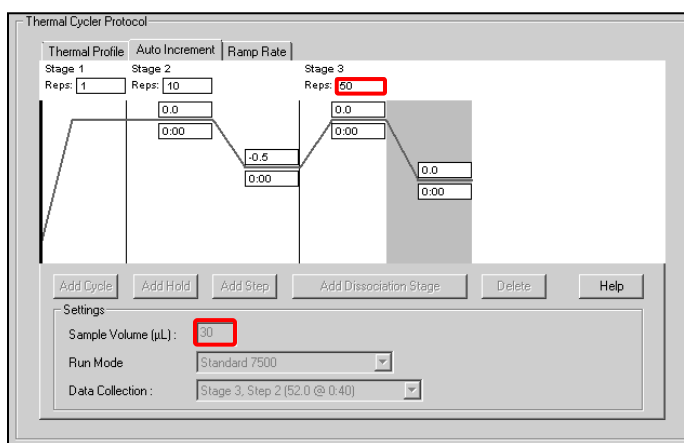 Thermal Cycler Protocol
Thermal Profile Auto Increment Ramp Rate
Stage 1 Stage 2 Stage 3
Reps: 1 Reps: 10 Reps: 50
0.0 0.0
0:00 0:00
-0.5 0.0
0:00 0:00
Add Cycle Add Hold Add Step Add Dissociation Stage Delete Help
Settings
Sample Volume (µL) : 30
Run Mode Standard 7500
Data Collection : Stage 3, Step 2 (52.0 @ 0:40)